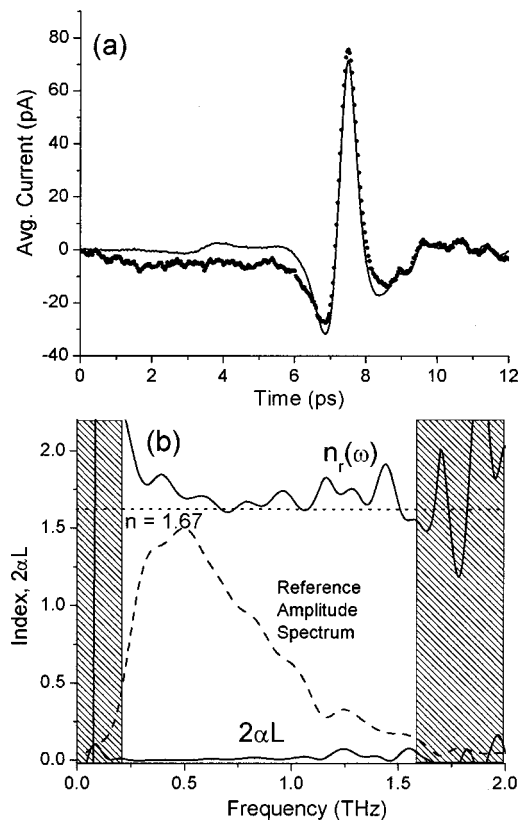 (a)
Avg. Current (pA)
80
60
40
20
0
-20
-40
0 2 4 6 8 10 12
Time (ps)
(b)
n_r(ω)
n = 1.67
Reference
Amplitude
Spectrum
2αL
Index, 2αL
2.0
1.5
1.0
0.5
0.0
0.0 0.5 1.0 1.5 2.0
Frequency (THz)